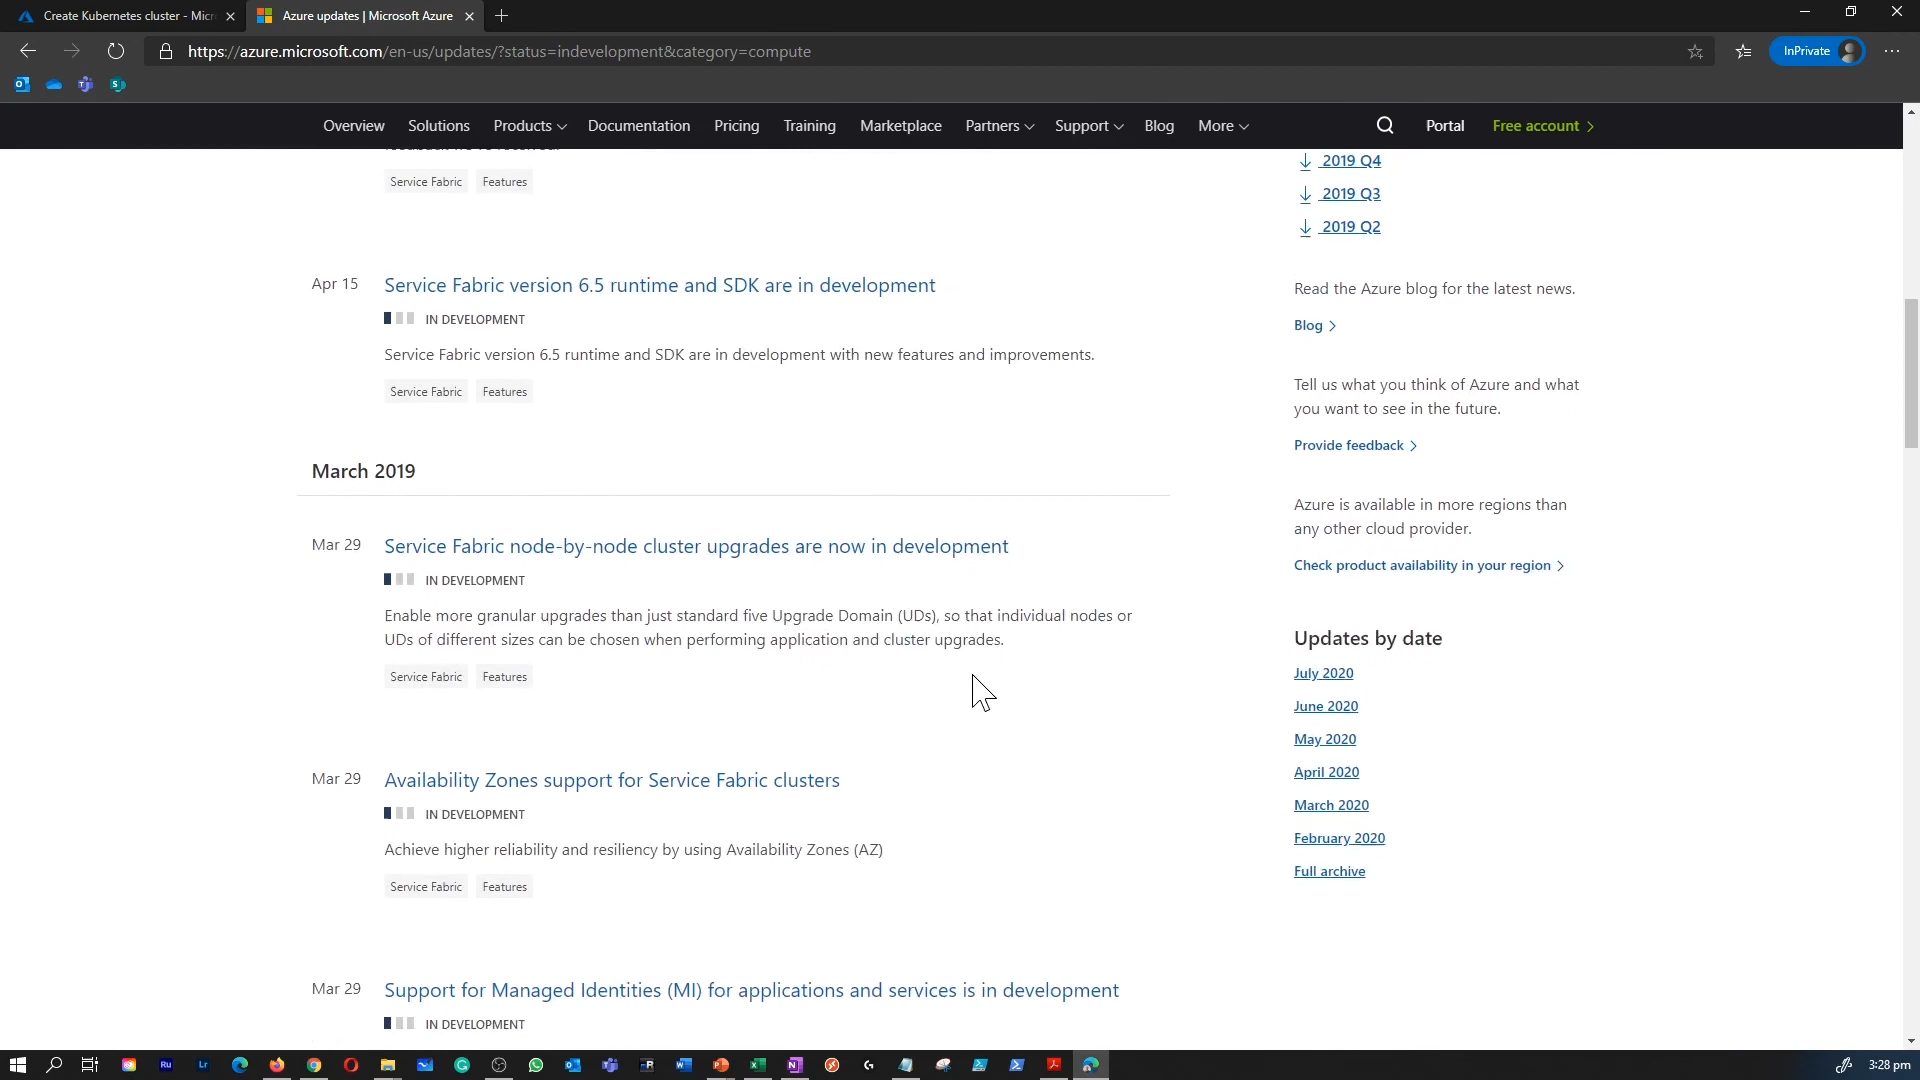 Create Kubernetes cluster - Micr
Azure updates | Microsoft Azure
https://azure.microsoft.com/en-us/updates/?status=indevelopment&category=compute
InPrivate
Overview Solutions Products Documentation Pricing Training Marketplace Partners Support Blog More Portal Free account
Service Fabric Features
2019 Q4
2019 Q3
2019 Q2
Apr 15 Service Fabric version 6.5 runtime and SDK are in development
IN DEVELOPMENT
Service Fabric version 6.5 runtime and SDK are in development with new features and improvements.
Service Fabric Features
March 2019
Mar 29 Service Fabric node-by-node cluster upgrades are now in development
IN DEVELOPMENT
Enable more granular upgrades than just standard five Upgrade Domain (UDs), so that individual nodes or
UDs of different sizes can be chosen when performing application and cluster upgrades.
Service Fabric Features
Mar 29 Availability Zones support for Service Fabric clusters
IN DEVELOPMENT
Achieve higher reliability and resiliency by using Availability Zones (AZ)
Service Fabric Features
Mar 29 Support for Managed Identities (MI) for applications and services is in development
IN DEVELOPMENT
Read the Azure blog for the latest news.
Blog
Tell us what you think of Azure and what
you want to see in the future.
Provide feedback
Azure is available in more regions than
any other cloud provider.
Check product availability in your region
Updates by date
July 2020
June 2020
May 2020
April 2020
March 2020
February 2020
Full archive
Ru Lr
3:28 pm